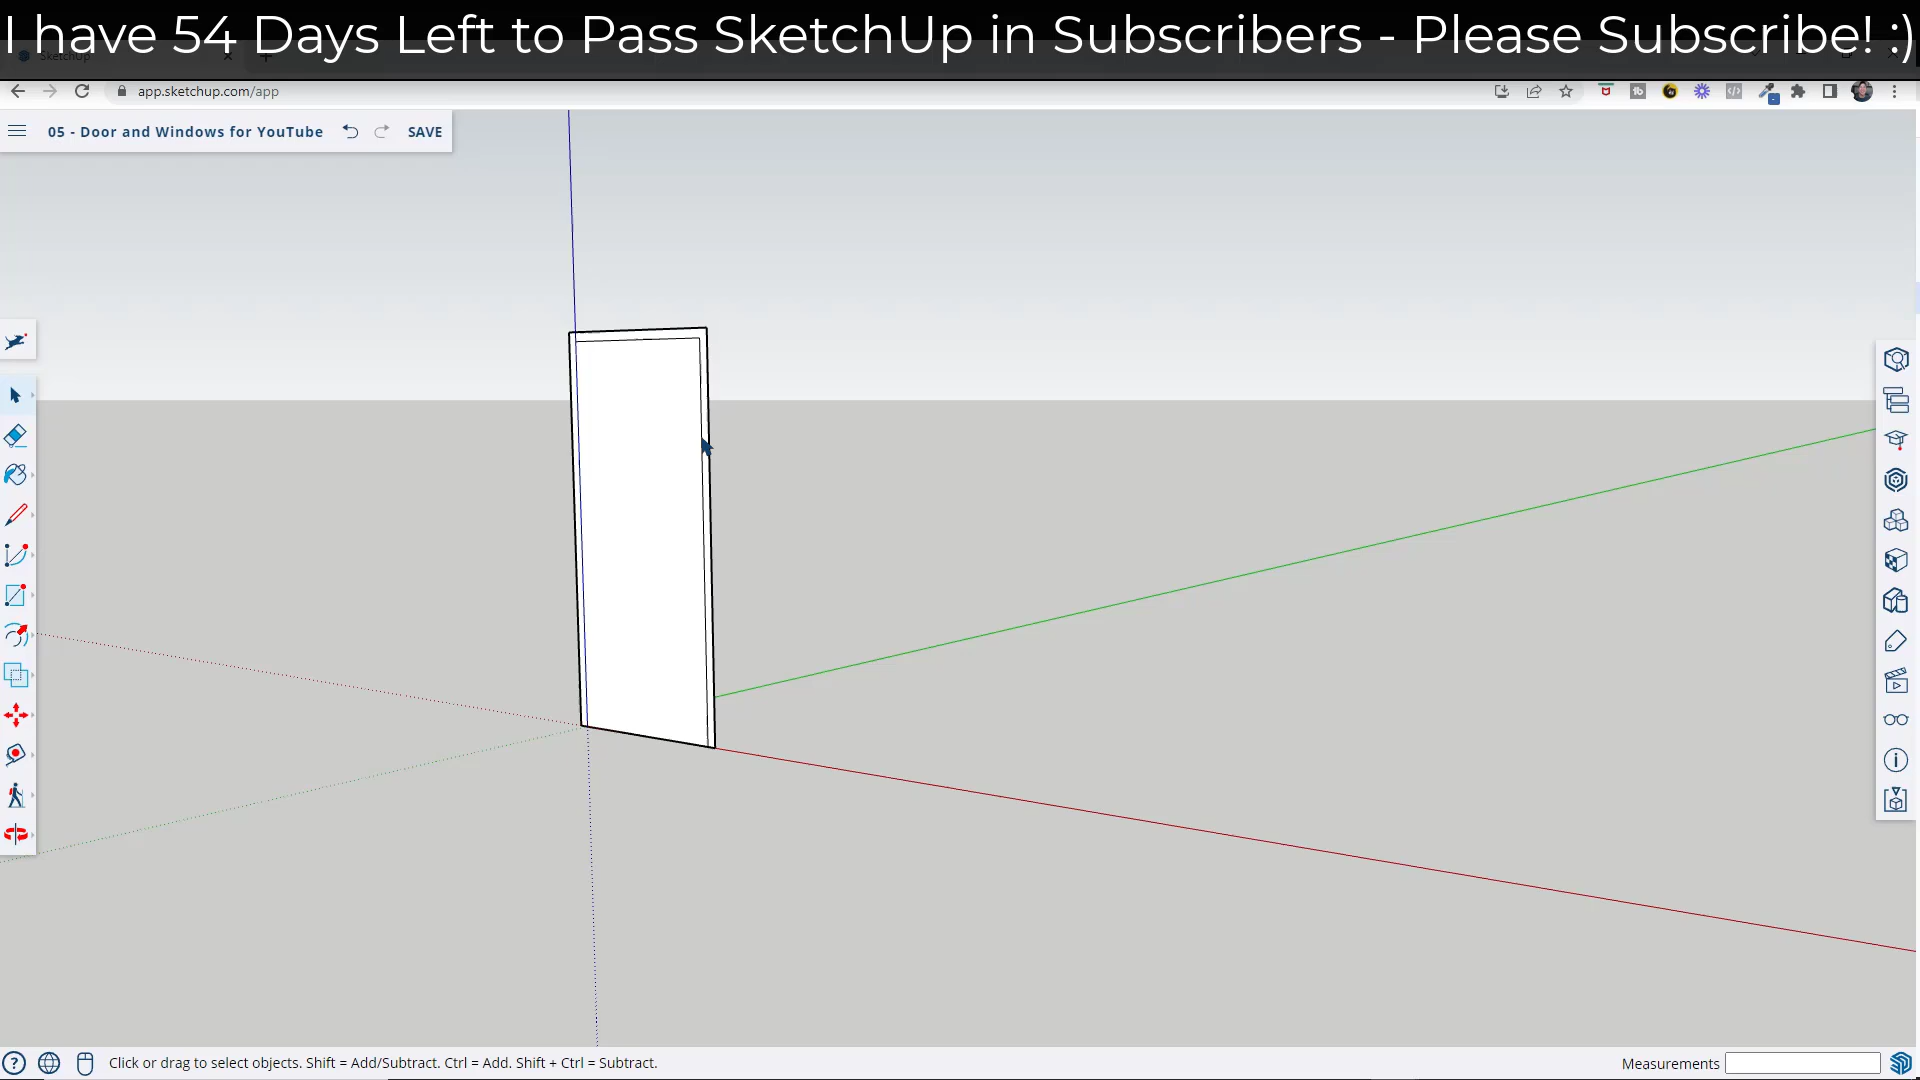 I have 54 Days Left to Pass SketchUp in Subscribers - Please Subscribe! :)
SketchUp
app.sketchup.com/app
05 - Door and Windows for YouTube
SAVE
Click or drag to select objects. Shift = Add/Subtract. Ctrl = Add. Shift + Ctrl = Subtract.
Measurements